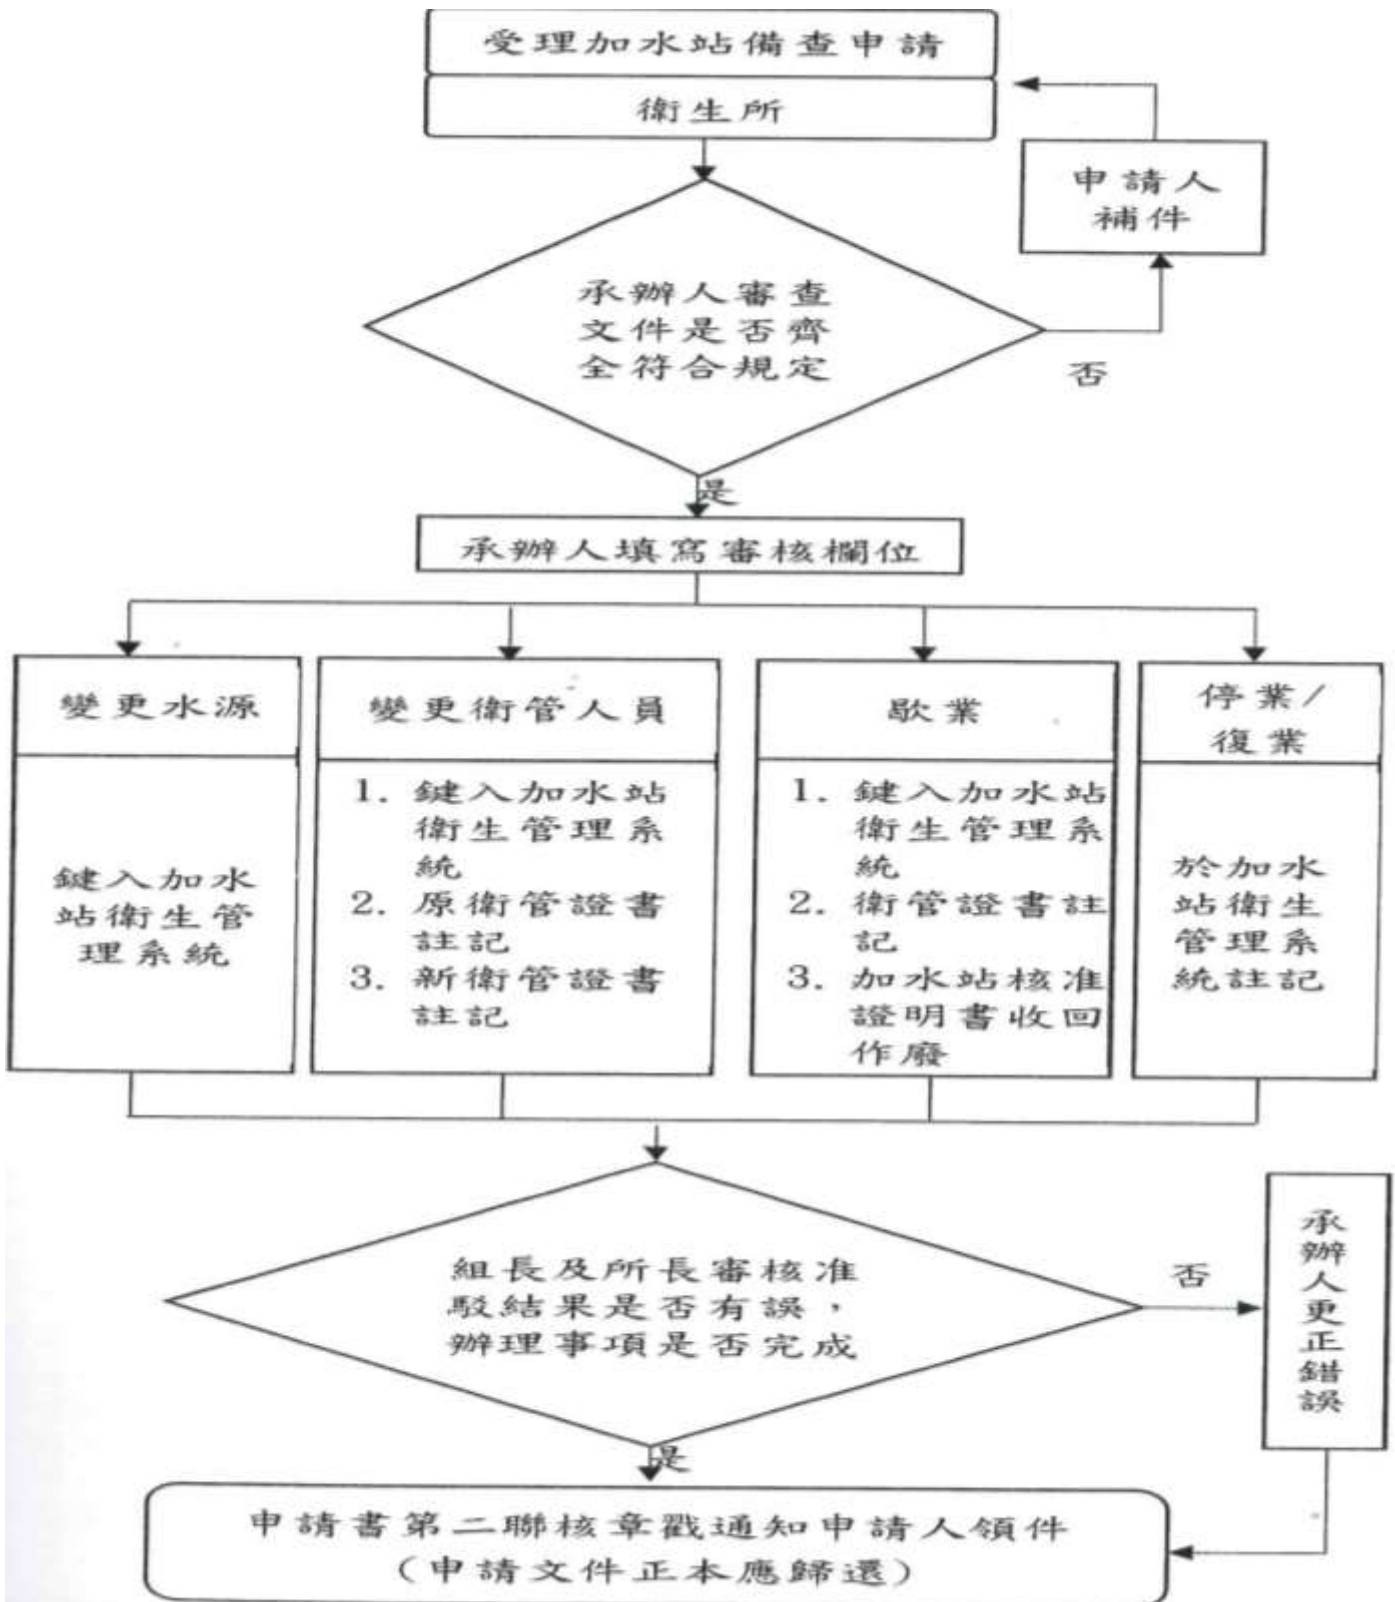 受理加水站備查申請
衛生所
申請人
補件
承辦人審查
文件是否齊
全符合規定
否
是
承辦人填寫審核欄位
變更水源
鍵入加水
站衛生管
理系統
變更衛管人員
1. 鍵入加水站
衛生管理系
統
2. 原衛管證書
註記
3. 新衛管證書
註記
歇業
1. 鍵入加水站
衛生管理系
統
2. 衛管證書註
記
3. 加水站核准
證明書收回
作廢
停業/
復業
於加水
站衛生
管理系
統註記
組長及所長審核准
駁結果是否有誤，
辦理事項是否完成
否
承辦人更正錯誤
是
申請書第二聯核章戳通知申請人領件
（申請文件正本應歸還）